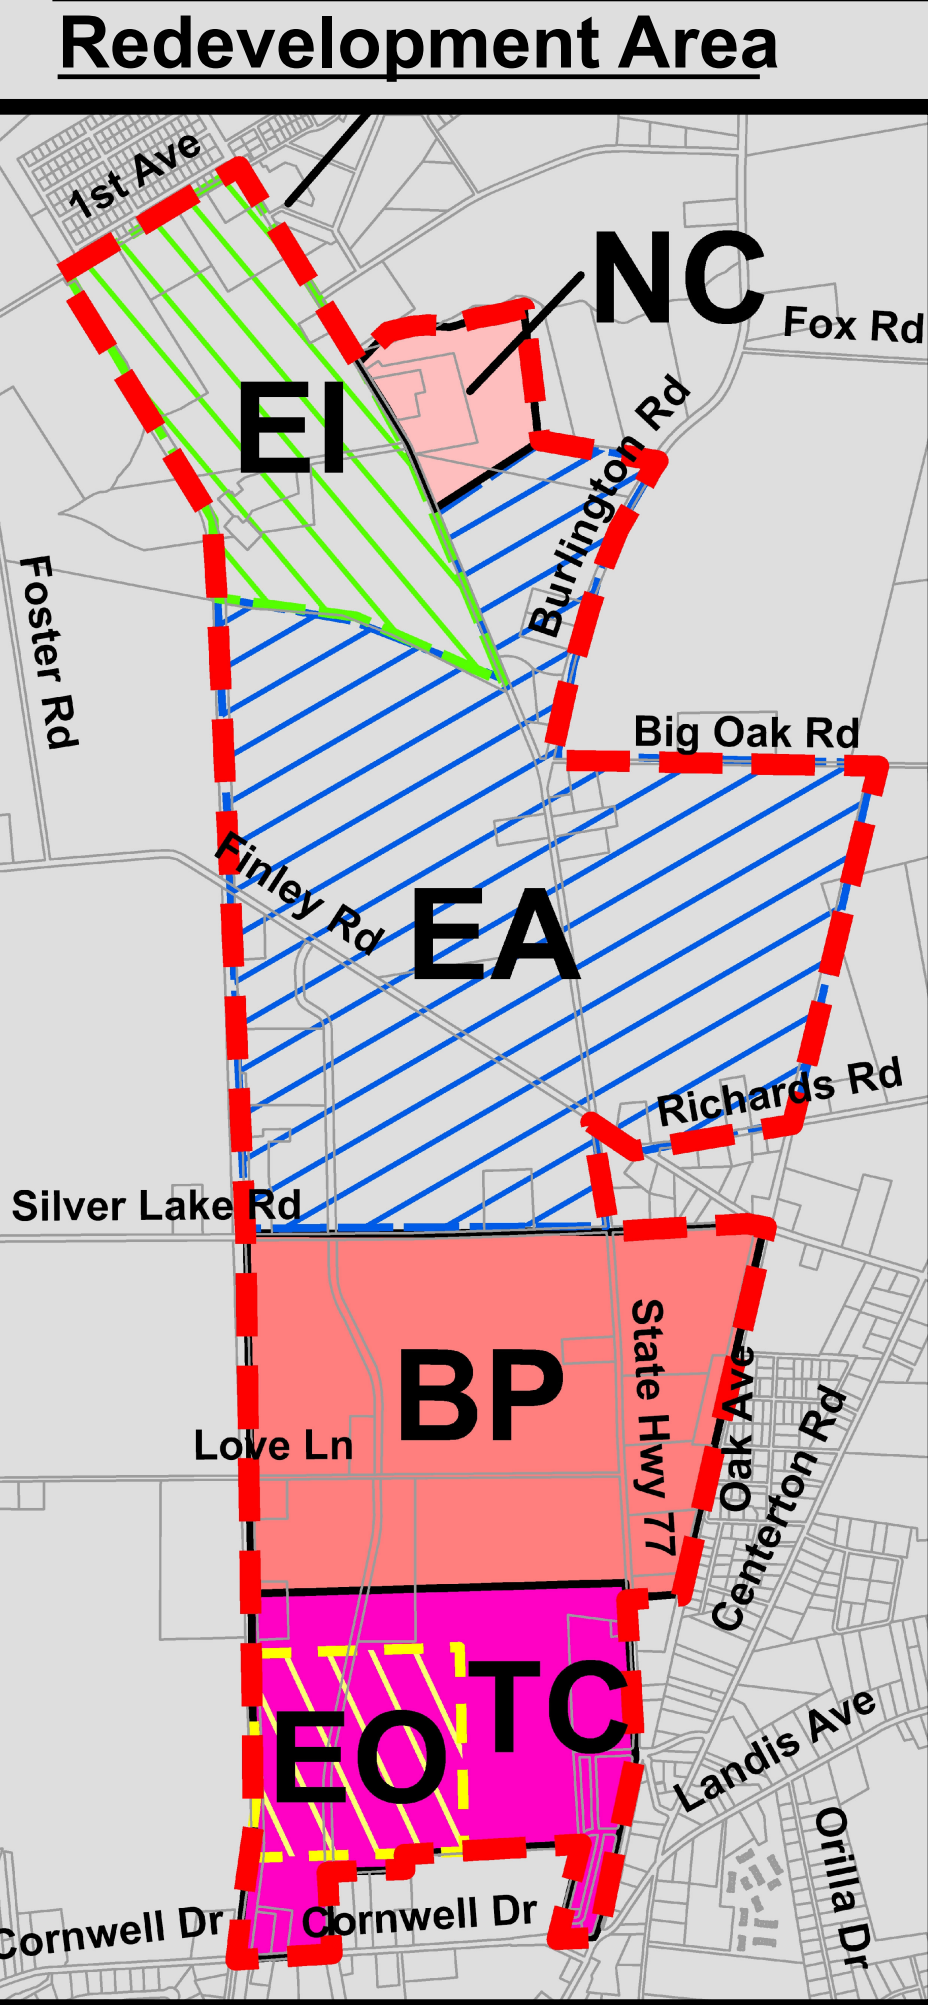 Redevelopment Area
1st Ave
NC
Fox Rd
EI
Burlington Rd
Foster Rd
Big Oak Rd
Finley Rd
EA
Richards Rd
Silver Lake Rd
State Hwy 77
BP
Oak Ave
Love Ln
Centerton Rd
TC
EO
Landis Ave
Orilla Dr
Cornwell Dr
Cornwell Dr